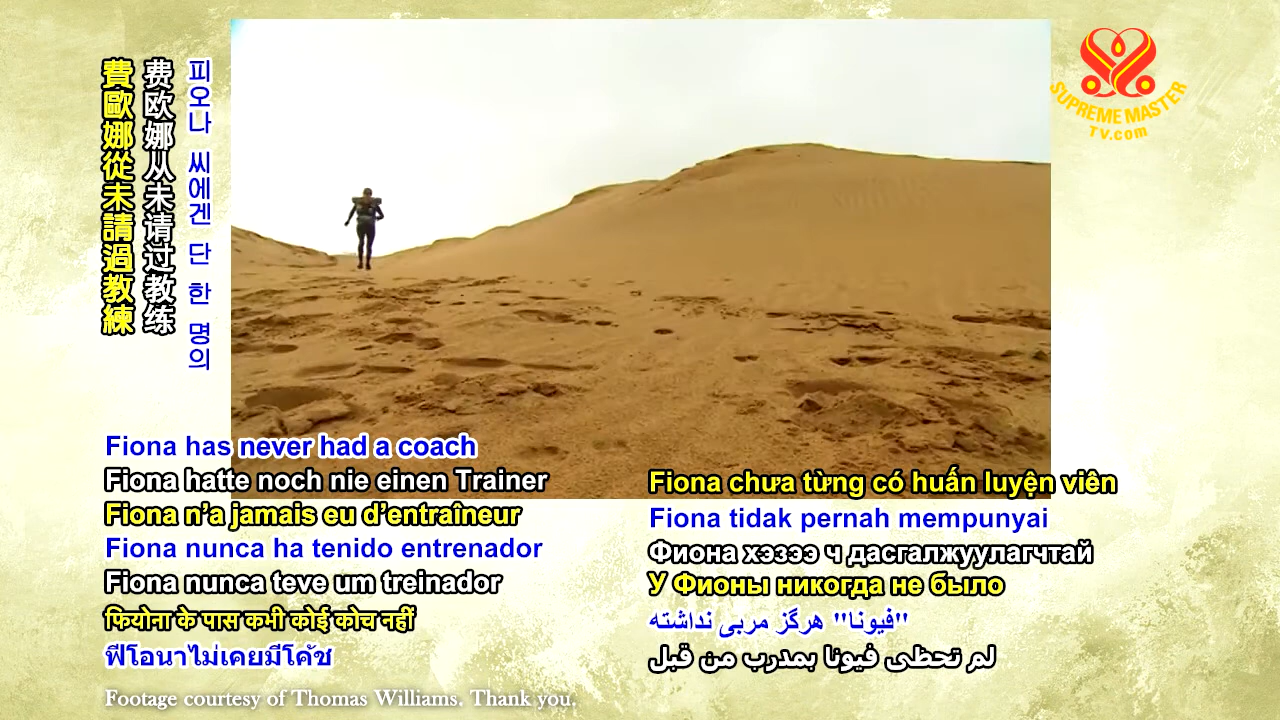 費歐娜從未請過教練
费欧娜从未请过教练
피오나 씨에겐 단 한 명의
SUPREME MASTER
TV.com
Fiona has never had a coach
Fiona hatte noch nie einen Trainer
Fiona n’a jamais eu d’entraîneur
Fiona nunca ha tenido entrenador
Fiona nunca teve um treinador
फियोना के पास कभी कोई कोच नहीं
ฟีโอนาไม่เคยมีโค้ช
Fiona chưa từng có huấn luyện viên
Fiona tidak pernah mempunyai
Фиона хэзээ ч дасгалжуулагчтай
У Фионы никогда не было
"فیونا" هرگز مربی نداشته
لم تحظى فيونا بمدرب من قبل
Footage courtesy of Thomas Williams. Thank you.